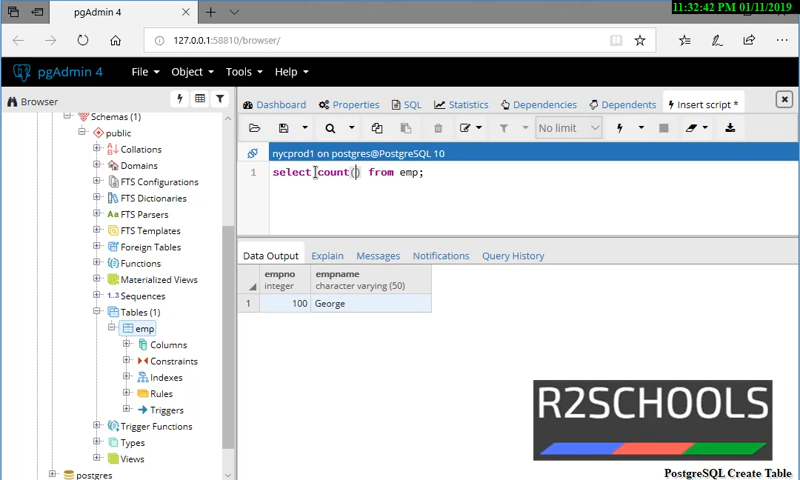 pgAdmin 4
11:32:42 PM 01/11/2019
127.0.0.1:58810/browser/
pgAdmin 4
File
Object
Tools
Help
Browser
Dashboard
Properties
SQL
Statistics
Dependencies
Dependents
Insert script *
No limit
nycprod1 on postgres@PostgreSQL 10
1 select count() from emp;
Schemas (1)
public
Collations
Domains
FTS Configurations
FTS Dictionaries
Aa FTS Parsers
FTS Templates
Foreign Tables
Functions
Materialized Views
1..3 Sequences
Tables (1)
emp
Columns
Constraints
Indexes
Rules
Triggers
Trigger Functions
Types
Views
postgres
Data Output
Explain
Messages
Notifications
Query History
empno
integer
empname
character varying (50)
1 100 George
R2SCHOOLS
PostgreSQL Create Table